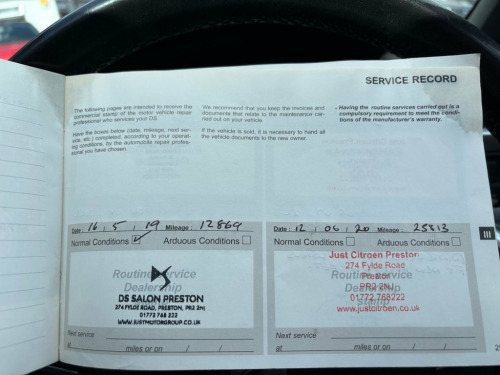 SERVICE RECORD
The following pages are intended to receive the
commercial stamp of the motor vehicle repair
professional who services your DS.
Have the boxes below (date, mileage, next ser-
vice, etc.) completed, according to your operat-
ing conditions, by the automobile repair profes-
sional you have chosen.
We recommend that you keep the invoices and
documents that relate to the maintenance car-
ried out on your vehicle.
If the vehicle is sold, it is necessary to hand all
the vehicle documents to the new owner.
- Having the routine services carried out is a
compulsory requirement to meet the condi-
tions of the manufacturer's warranty.
Date: 16 / 5 / 19 Mileage: 12869
Normal Conditions Arduous Conditions
Routine Service
Dealership
Stamp
DS SALON PRESTON
274 FYLDE ROAD, PRESTON, PR2 2NJ
01772 768 222
WWW.JUSTMOTORGROUP.CO.UK
Next service
at miles or on / /
Date: 12 / 06 / 20 Mileage: 25813
Normal Conditions Arduous Conditions
Just Citroen Preston
274 Fylde Road
Preston
PR2 2NJ
01772 768222
www.justcitroen.co.uk
Routine Service
Dealership
Stamp
Next service
at miles or on / /
III